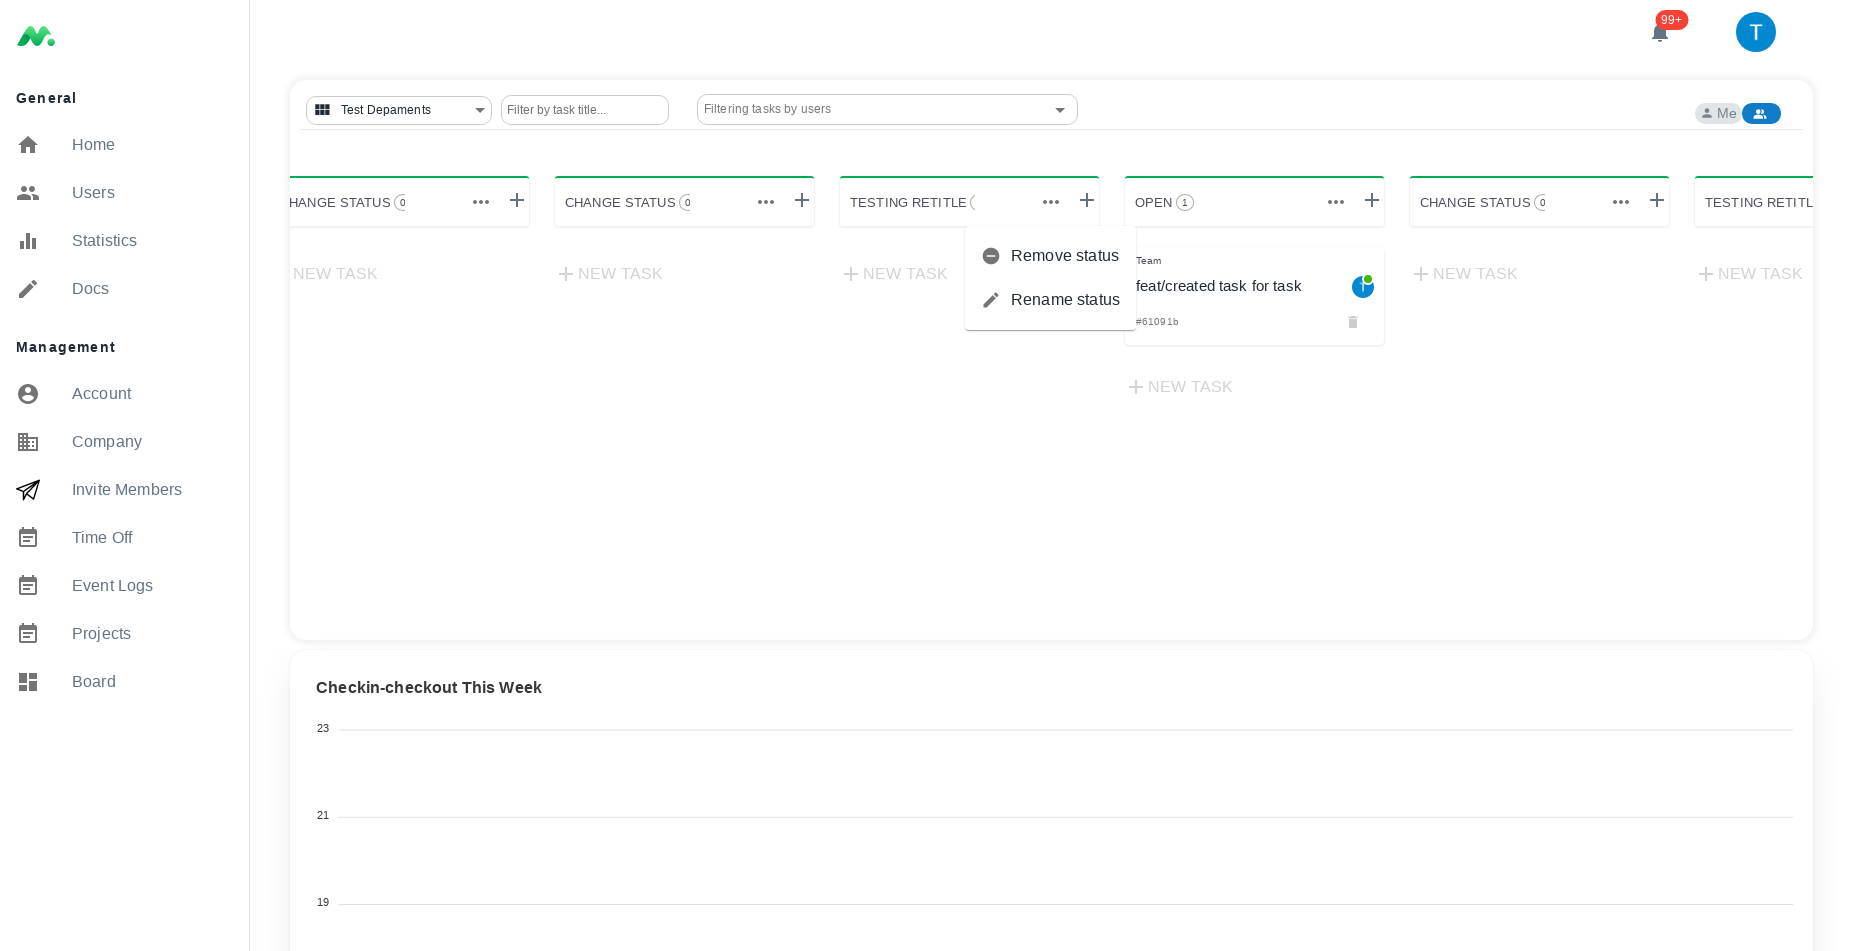 99+
T
General
Home
Users
Statistics
Docs
Management
Account
Company
Invite Members
Time Off
Event Logs
Projects
Board
Test Depaments
Filter by task title...
Filtering tasks by users
Me
HANGE STATUS 0
CHANGE STATUS 0
TESTING RETITLE
OPEN 1
CHANGE STATUS 0
TESTING RETITL
NEW TASK
NEW TASK
NEW TASK
Remove status
Rename status
Team
feat/created task for task
T
#61091b
NEW TASK
NEW TASK
NEW TASK
Checkin-checkout This Week
23
21
19